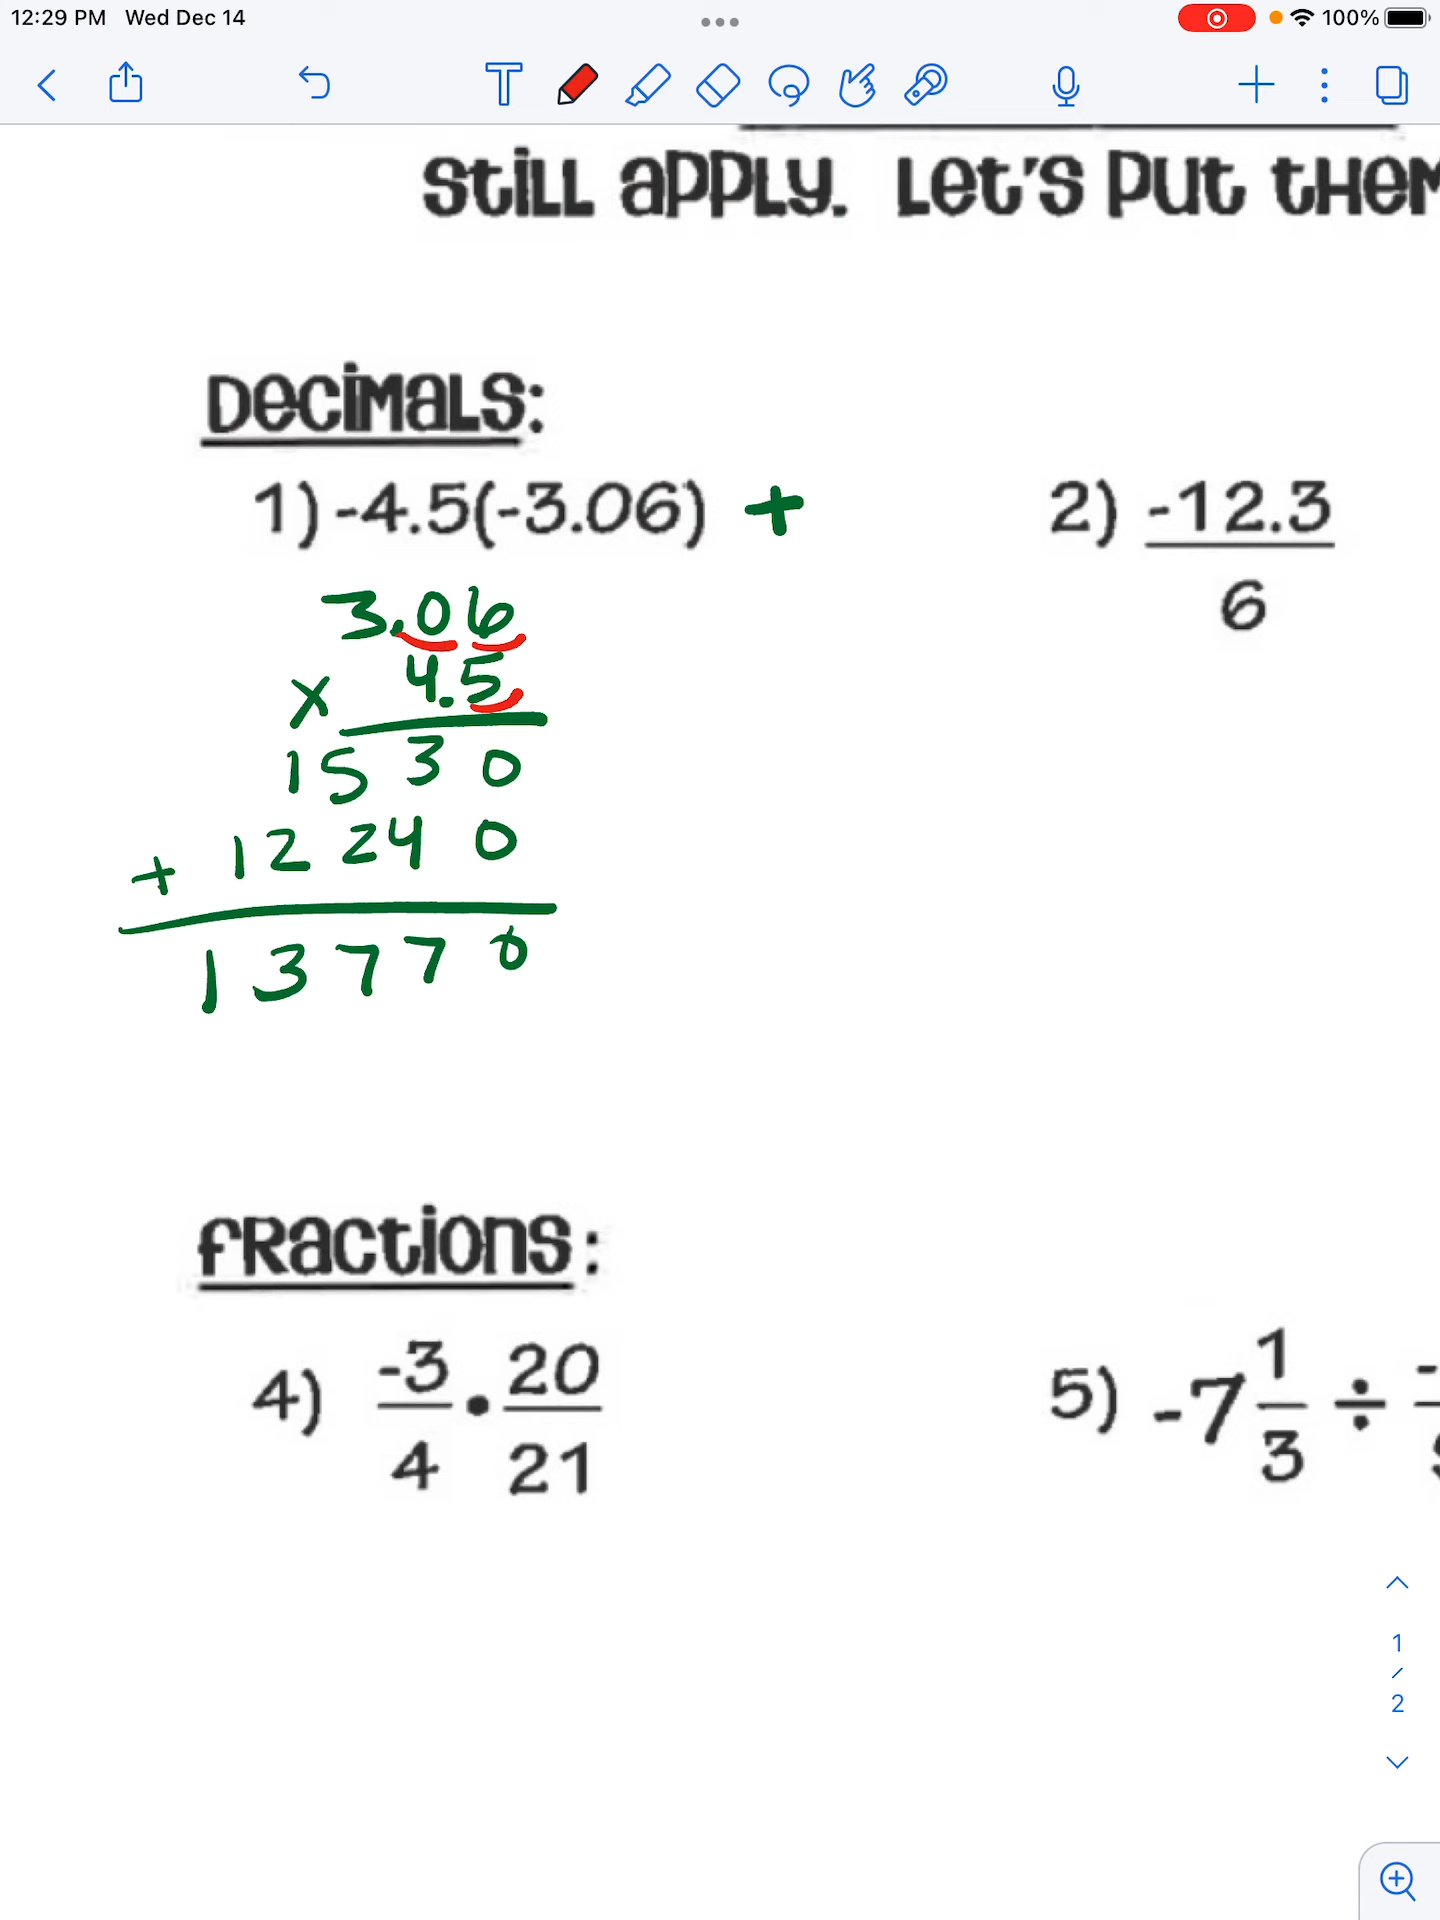 12:29 PM Wed Dec 14
100%
STILL APPLY. LET'S PUT THEM
DECIMALS:
1) -4.5(-3.06) +
3.06
x 4.5
1530
+ 12240
13770
2) -12.3
6
FRACTIONS:
4) -3/4 • 20/21
5) -7 1/3 ÷ -
1
/
2